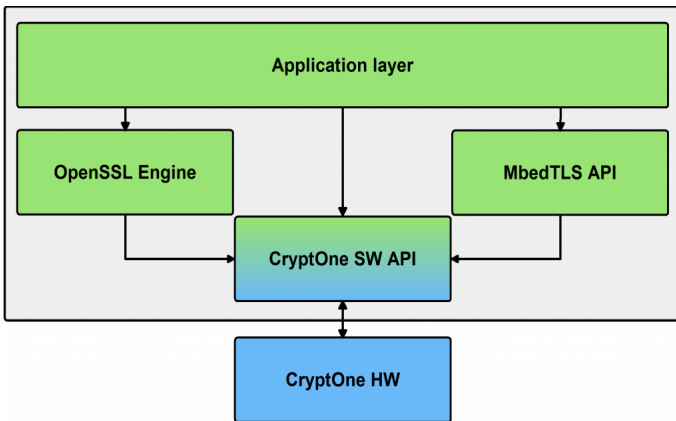 Application layer
OpenSSL Engine
MbedTLS API
CryptOne SW API
CryptOne HW